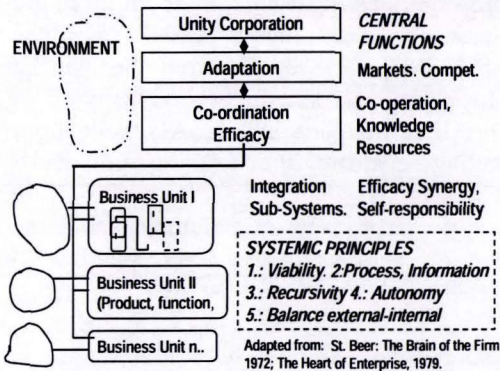 Unity Corporation
CENTRAL
FUNCTIONS
ENVIRONMENT
Adaptation
Markets. Compet.
Co-ordination
Efficacy
Co-operation,
Knowledge
Resources
Business Unit I
Integration
Sub-Systems.
Efficacy Synergy,
Self-responsibility
Business Unit II
(Product, function,
Business Unit n..
SYSTEMIC PRINCIPLES
1.: Viability. 2:Process, Information
3.: Recursivity 4.: Autonomy
5.: Balance external-internal
Adapted from: St. Beer: The Brain of the Firm
1972; The Heart of Enterprise, 1979.